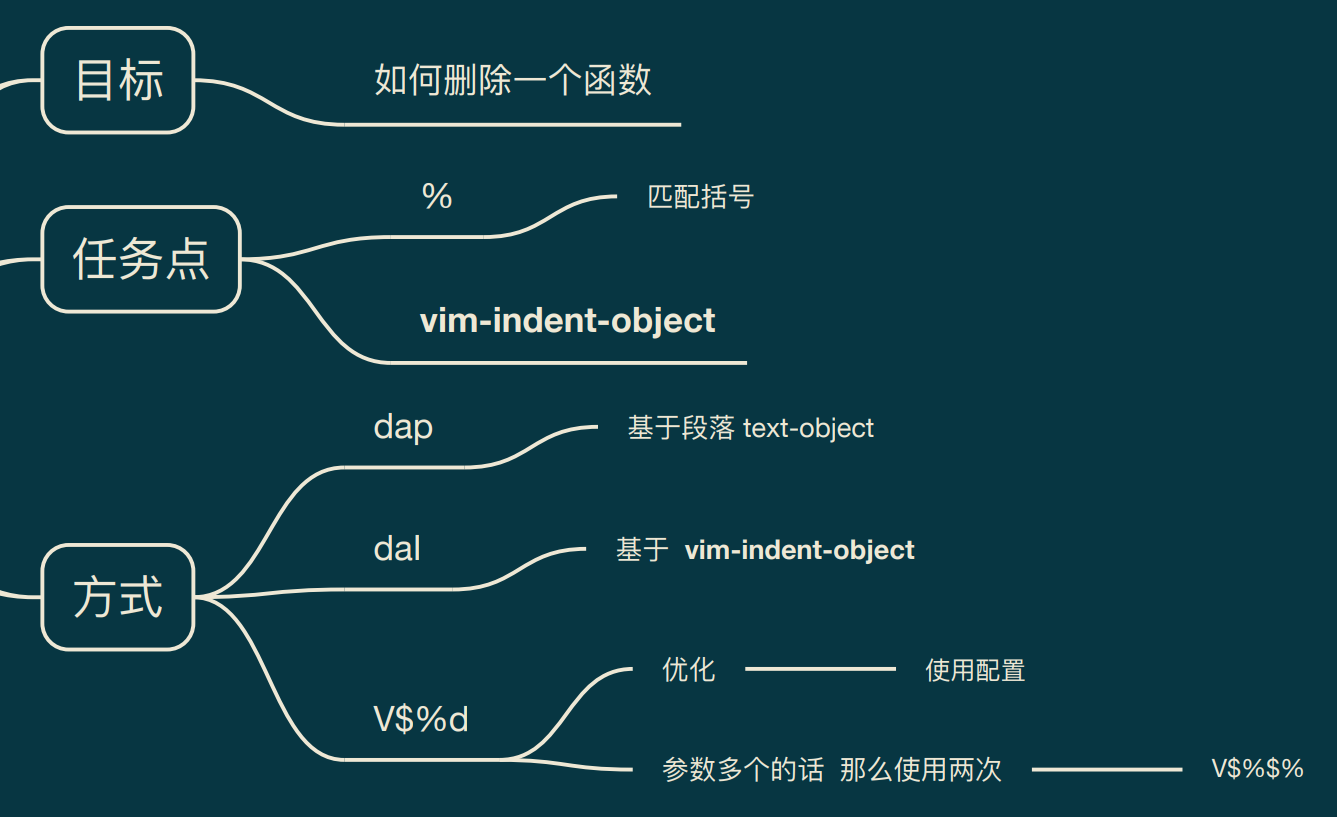 目标
如何删除一个函数
任务点
%
匹配括号
vim-indent-object
方式
dap
基于段落 text-object
dal
基于 vim-indent-object
V$%d
优化
使用配置
参数多个的话 那么使用两次
V$%$%